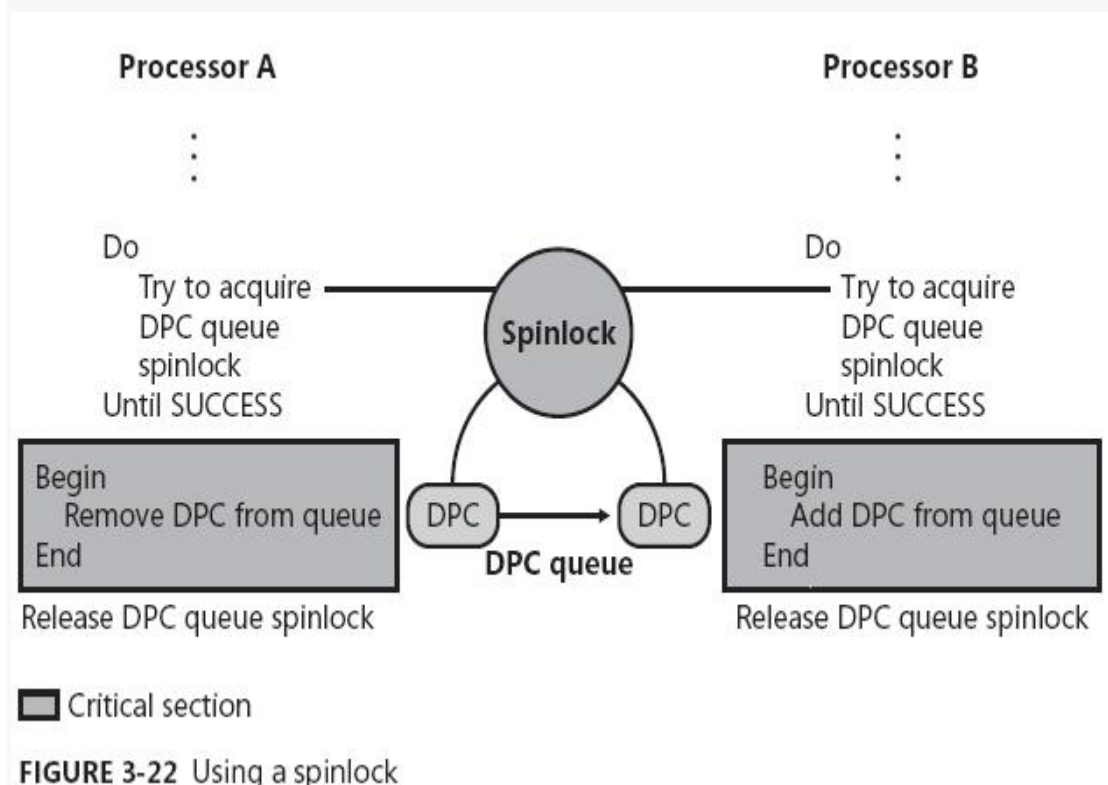 Processor A
Processor B
Do
Try to acquire
DPC queue
spinlock
Until SUCCESS
Do
Try to acquire
DPC queue
spinlock
Until SUCCESS
Spinlock
Begin
Remove DPC from queue
End
DPC
DPC
DPC queue
Begin
Add DPC from queue
End
Release DPC queue spinlock
Release DPC queue spinlock
Critical section
FIGURE 3-22 Using a spinlock